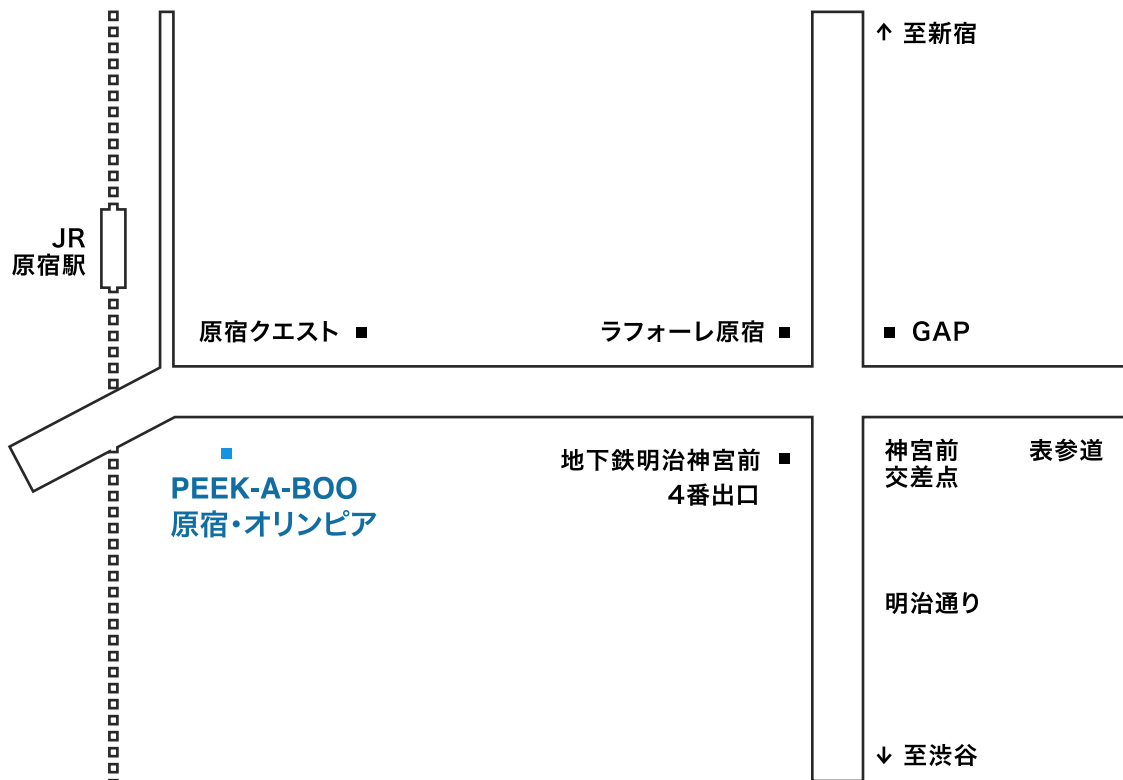 ↑ 至新宿
JR
原宿駅
原宿クエスト
ラフォーレ原宿
GAP
地下鉄明治神宮前
4番出口
神宮前
交差点
表参道
PEEK-A-BOO
原宿・オリンピア
明治通り
↓ 至渋谷